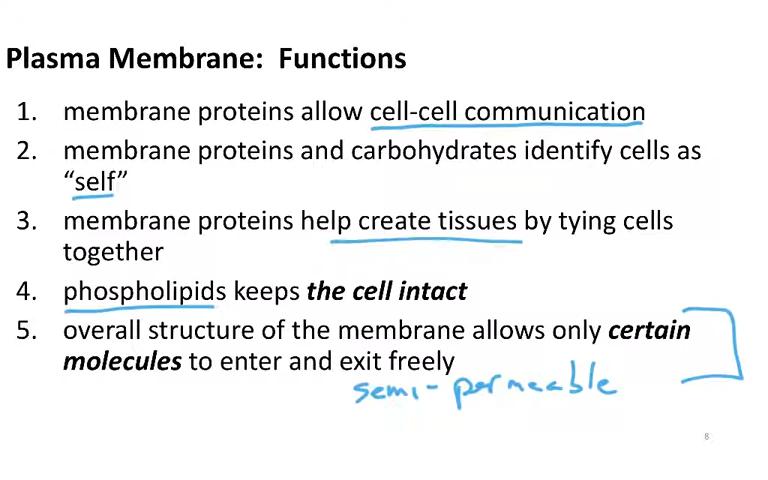 Plasma Membrane:  Functions
1. membrane proteins allow cell-cell communication
2. membrane proteins and carbohydrates identify cells as
“self”
3. membrane proteins help create tissues by tying cells
together
4. phospholipids keeps the cell intact
5. overall structure of the membrane allows only certain
molecules to enter and exit freely
semi-permeable
8